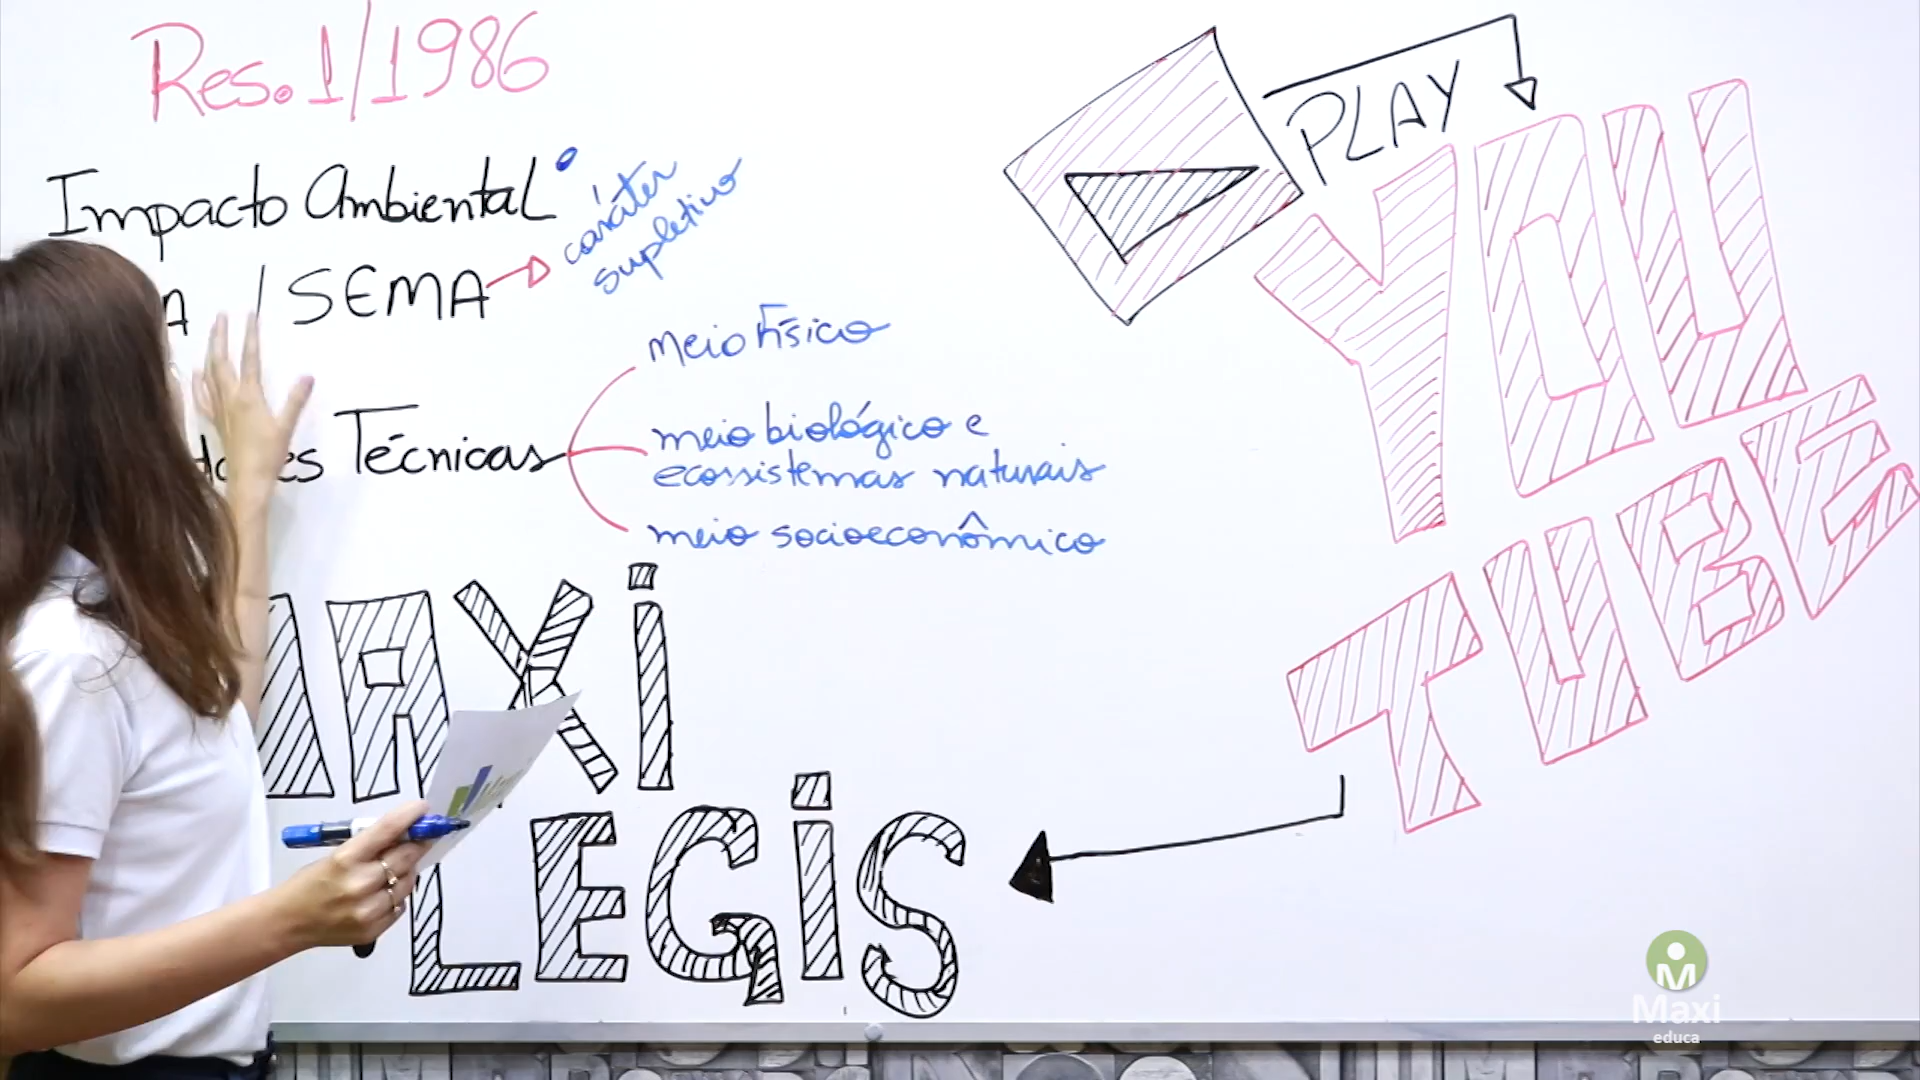 Res. 1/1986
Impacto Ambiental
caráter
supletivo
A / SEMA
meio físico
Técnicas
meio biológico e
ecossistemas naturais
meio socioeconômico
PLAY
YOU
TUBE
AXI
LEGIS
Maxi
educa